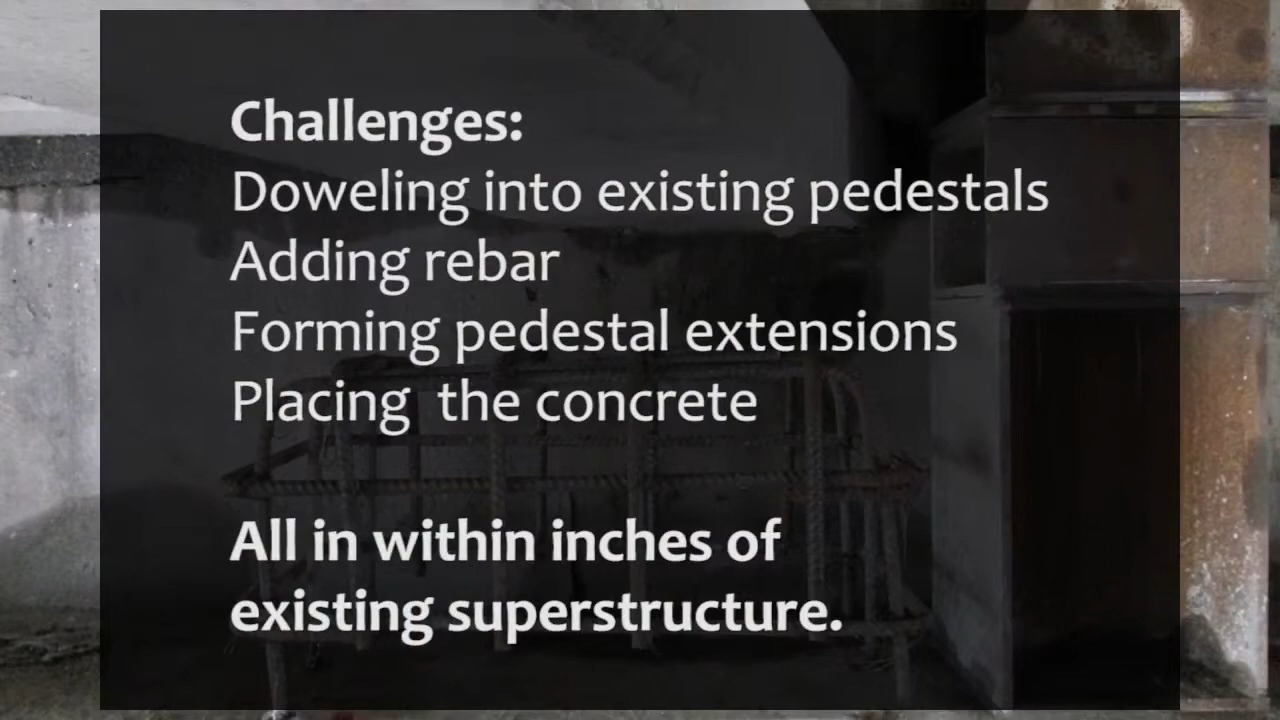 Challenges:
Doweling into existing pedestals
Adding rebar
Forming pedestal extensions
Placing  the concrete
All in within inches of
existing superstructure.